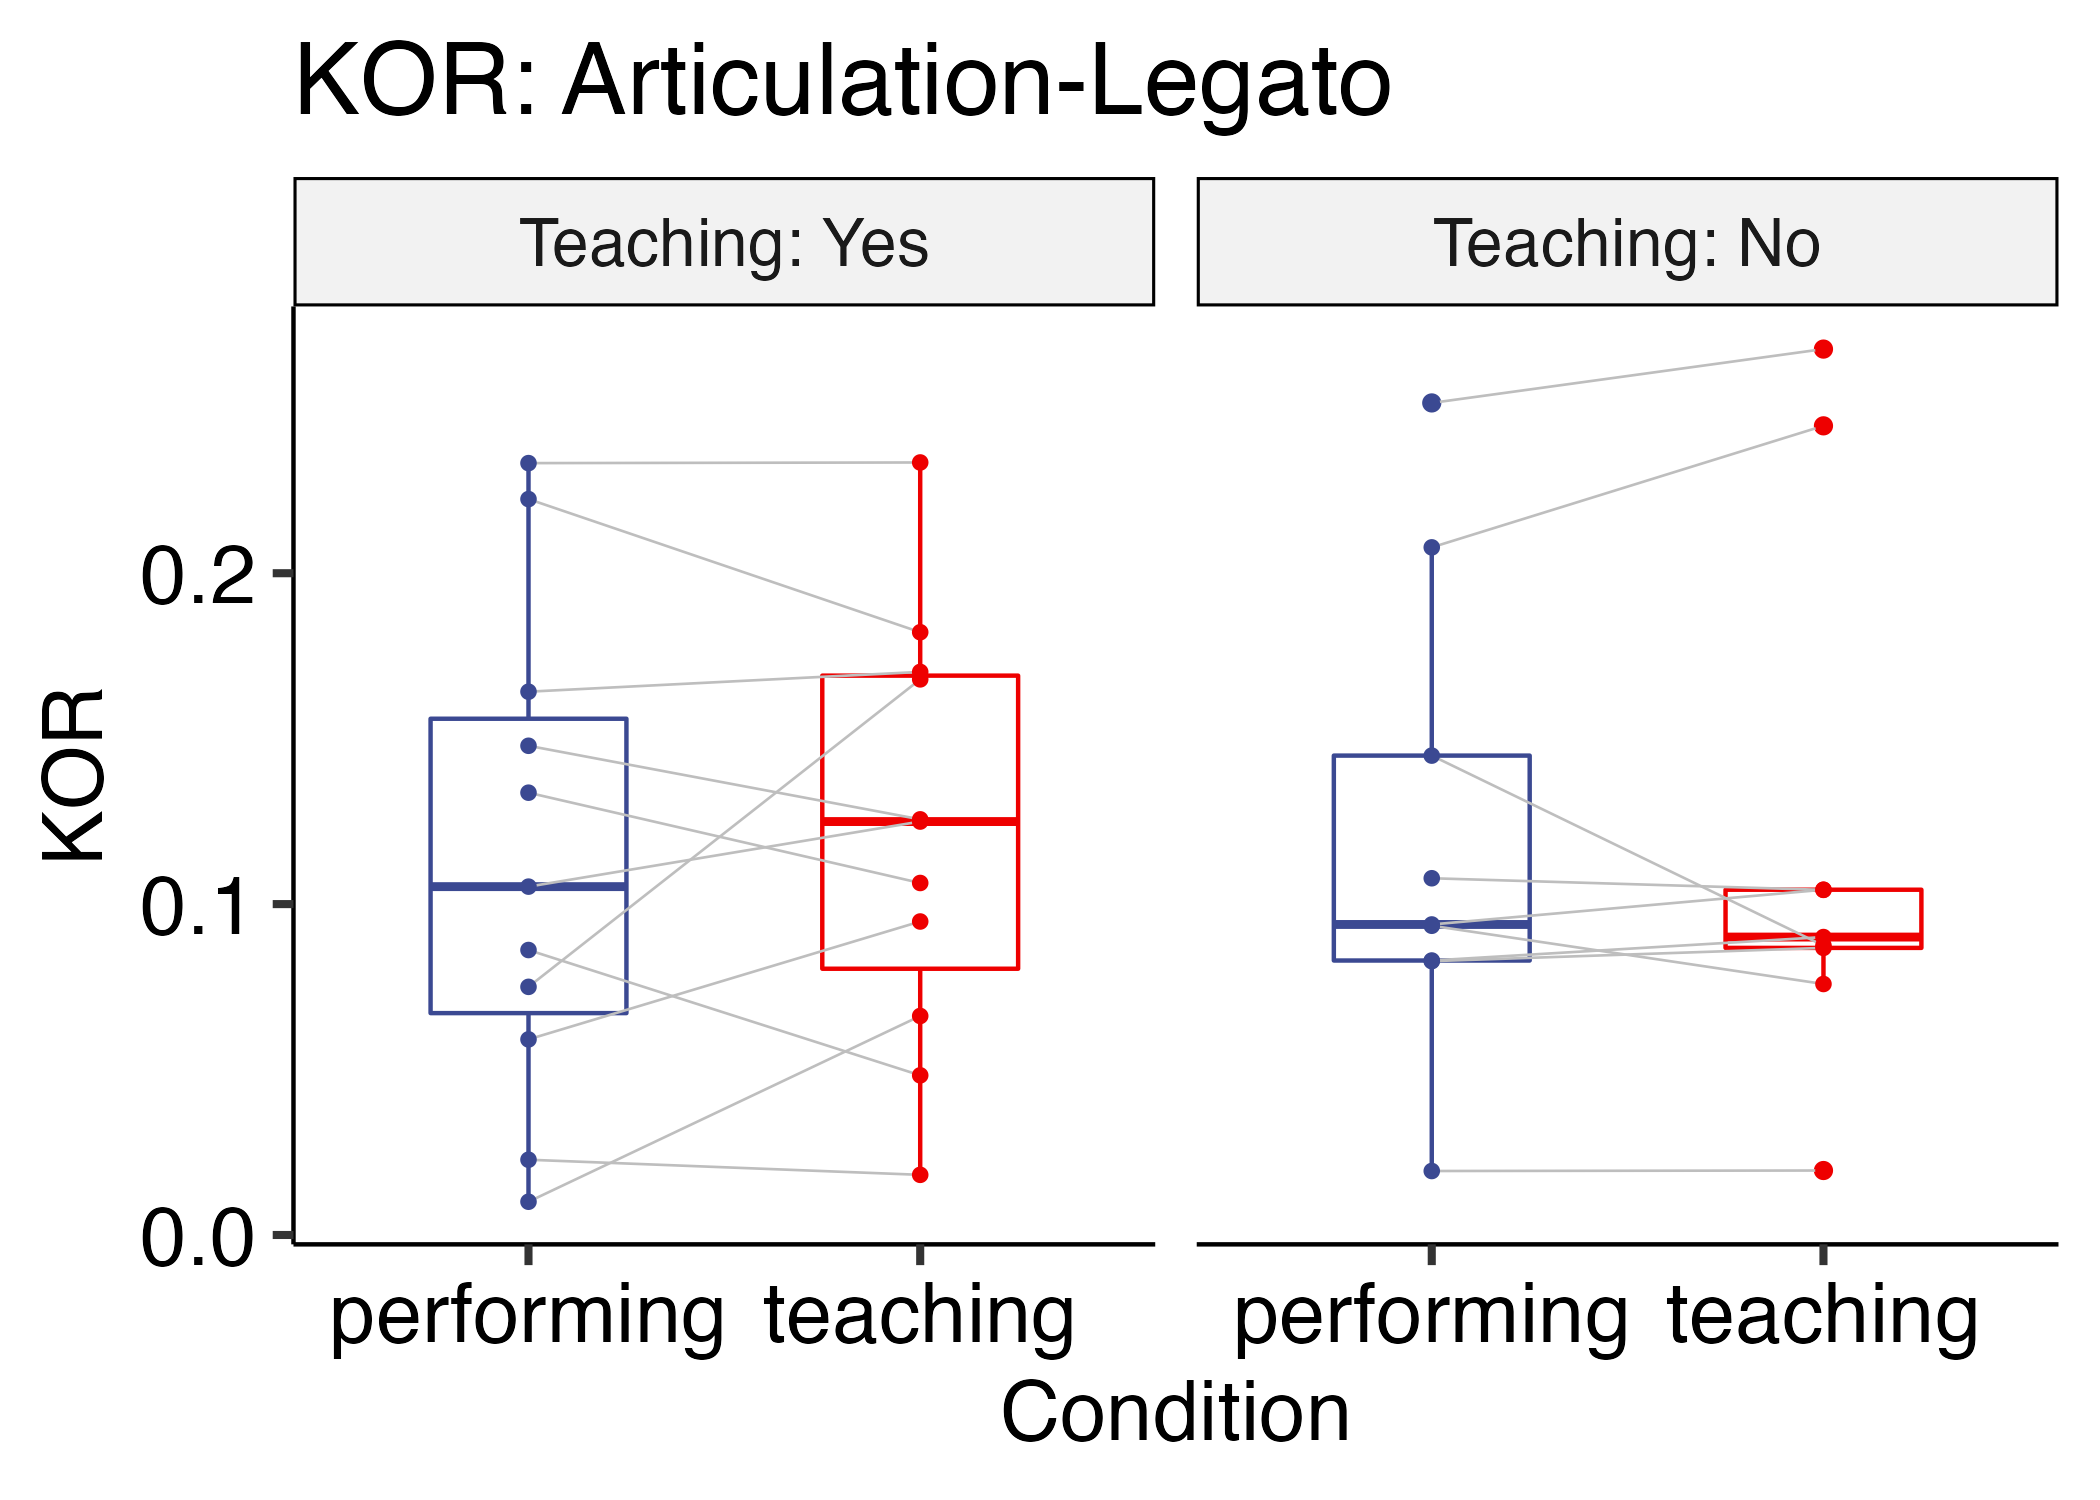 KOR: Articulation-Legato
Teaching: Yes
Teaching: No
KOR
0.2
0.1
0.0
performing teaching
performing teaching
Condition